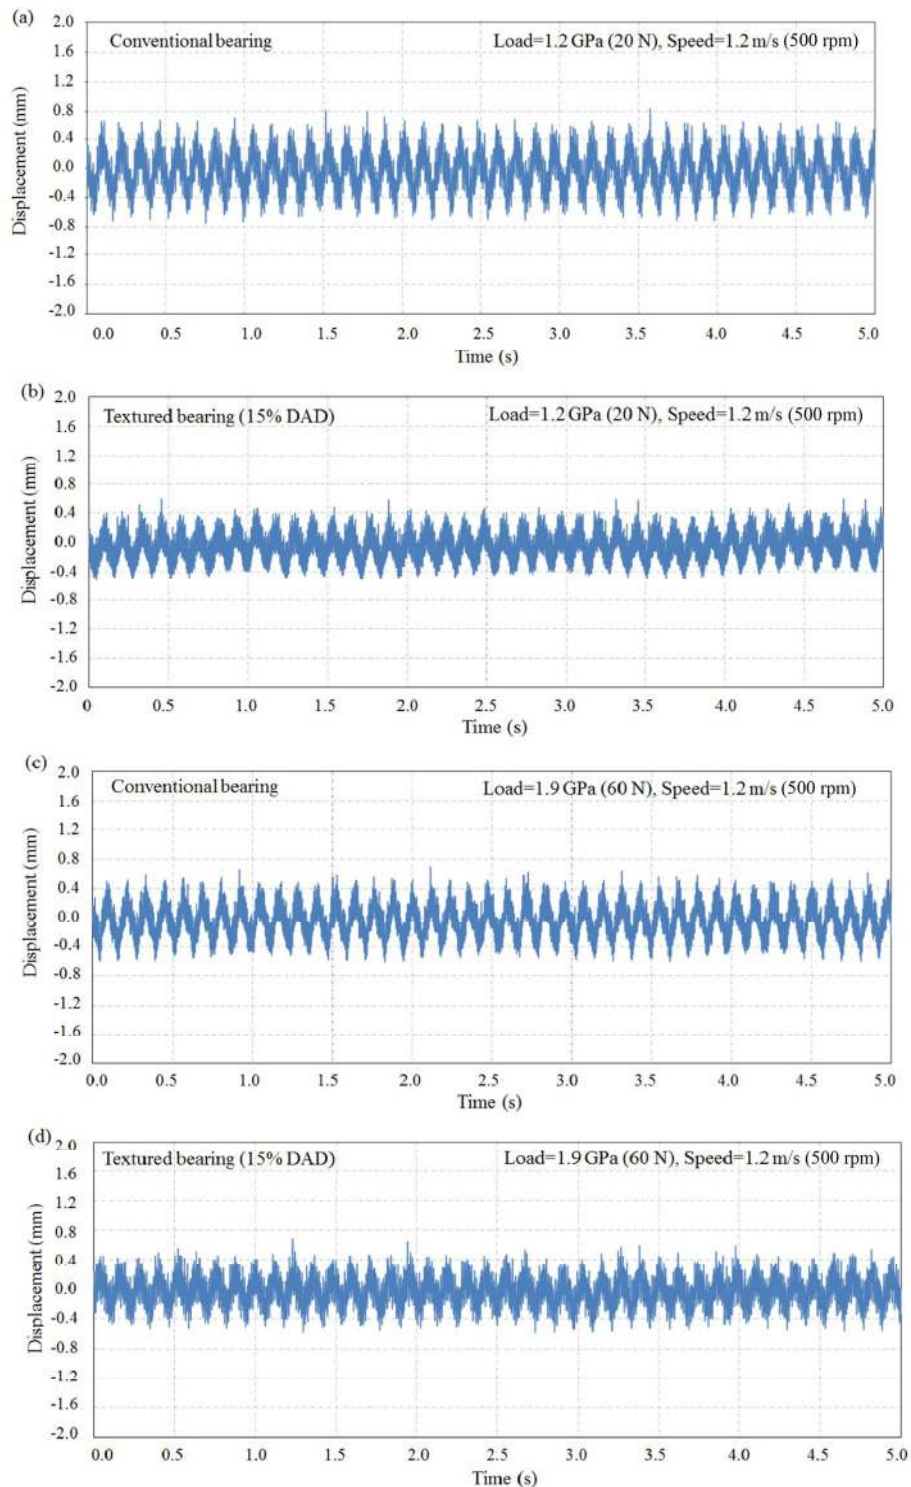 (a)
2.0
Conventional bearing Load=1.2 GPa (20 N), Speed=1.2 m/s (500 rpm)
1.6
1.2
0.8
0.4
0.0
-0.4
-0.8
-1.2
-1.6
-2.0
Displacement (mm)
0.0 0.5 1.0 1.5 2.0 2.5 3.0 3.5 4.0 4.5 5.0
Time (s)
(b)
2.0
Textured bearing (15% DAD) Load=1.2 GPa (20 N), Speed=1.2 m/s (500 rpm)
1.6
1.2
0.8
0.4
0.0
-0.4
-0.8
-1.2
-1.6
-2.0
Displacement (mm)
0 0.5 1.0 1.5 2.0 2.5 3.0 3.5 4.0 4.5 5.0
Time (s)
(c)
2.0
Conventional bearing Load=1.9 GPa (60 N), Speed=1.2 m/s (500 rpm)
1.6
1.2
0.8
0.4
0.0
-0.4
-0.8
-1.2
-1.6
-2.0
Displacement (mm)
0.0 0.5 1.0 1.5 2.0 2.5 3.0 3.5 4.0 4.5 5.0
Time (s)
(d)
2.0
Textured bearing (15% DAD) Load=1.9 GPa (60 N), Speed=1.2 m/s (500 rpm)
1.6
1.2
0.8
0.4
0.0
-0.4
-0.8
-1.2
-1.6
-2.0
Displacement (mm)
0.0 0.5 1.0 1.5 2.0 2.5 3.0 3.5 4.0 4.5 5.0
Time (s)